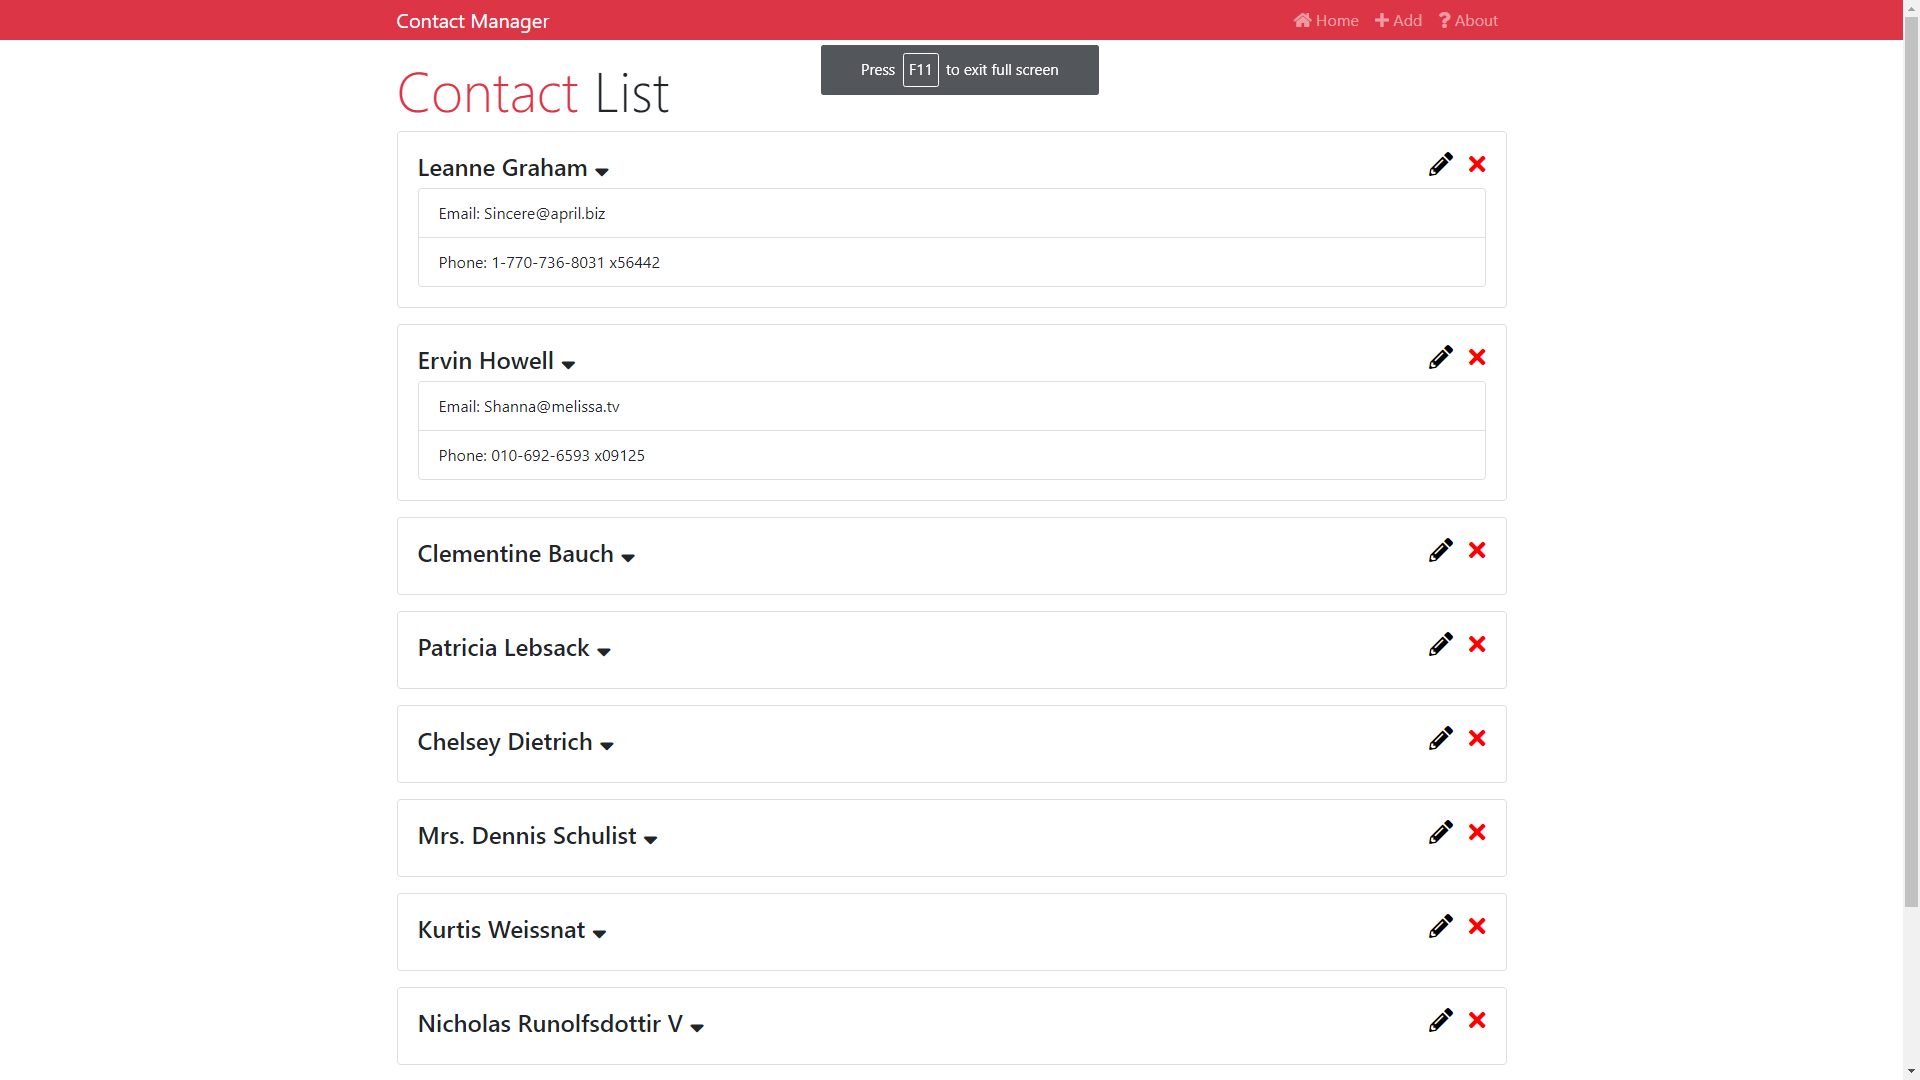 Contact Manager
Home
Add
About
Press F11 to exit full screen
Contact List
Leanne Graham
Email: Sincere@april.biz
Phone: 1-770-736-8031 x56442
Ervin Howell
Email: Shanna@melissa.tv
Phone: 010-692-6593 x09125
Clementine Bauch
Patricia Lebsack
Chelsey Dietrich
Mrs. Dennis Schulist
Kurtis Weissnat
Nicholas Runolfsdottir V